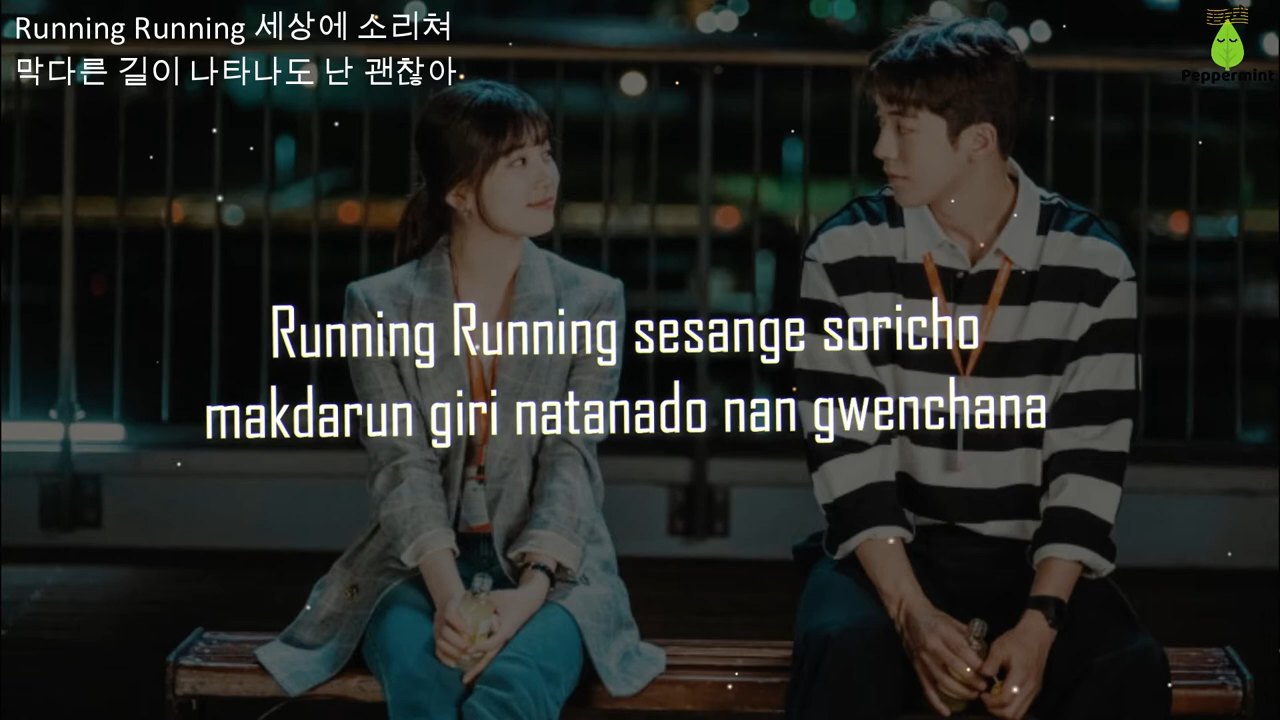 Running Running 세상에 소리쳐
막다른 길이 나타나도 난 괜찮아
Peppermint
Running Running sesange soricho
makdarun giri natanado nan gwenchana